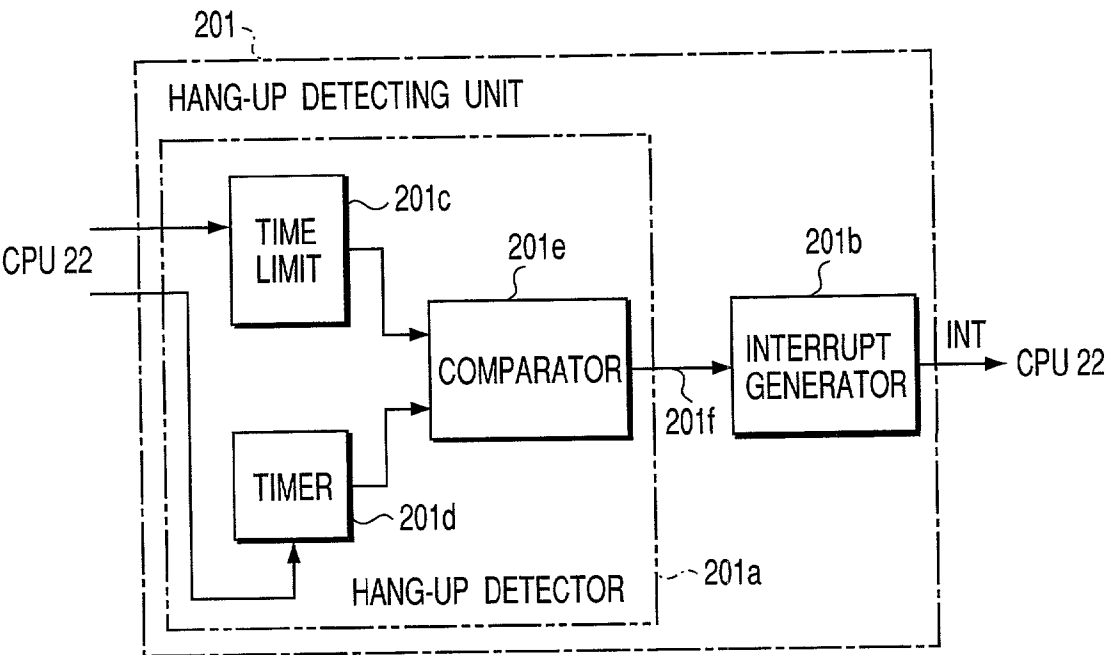 201
HANG-UP DETECTING UNIT
201c
TIME
LIMIT
CPU 22
201e
201b
COMPARATOR
INTERRUPT
GENERATOR
INT
CPU 22
201f
TIMER
201d
201a
HANG-UP DETECTOR